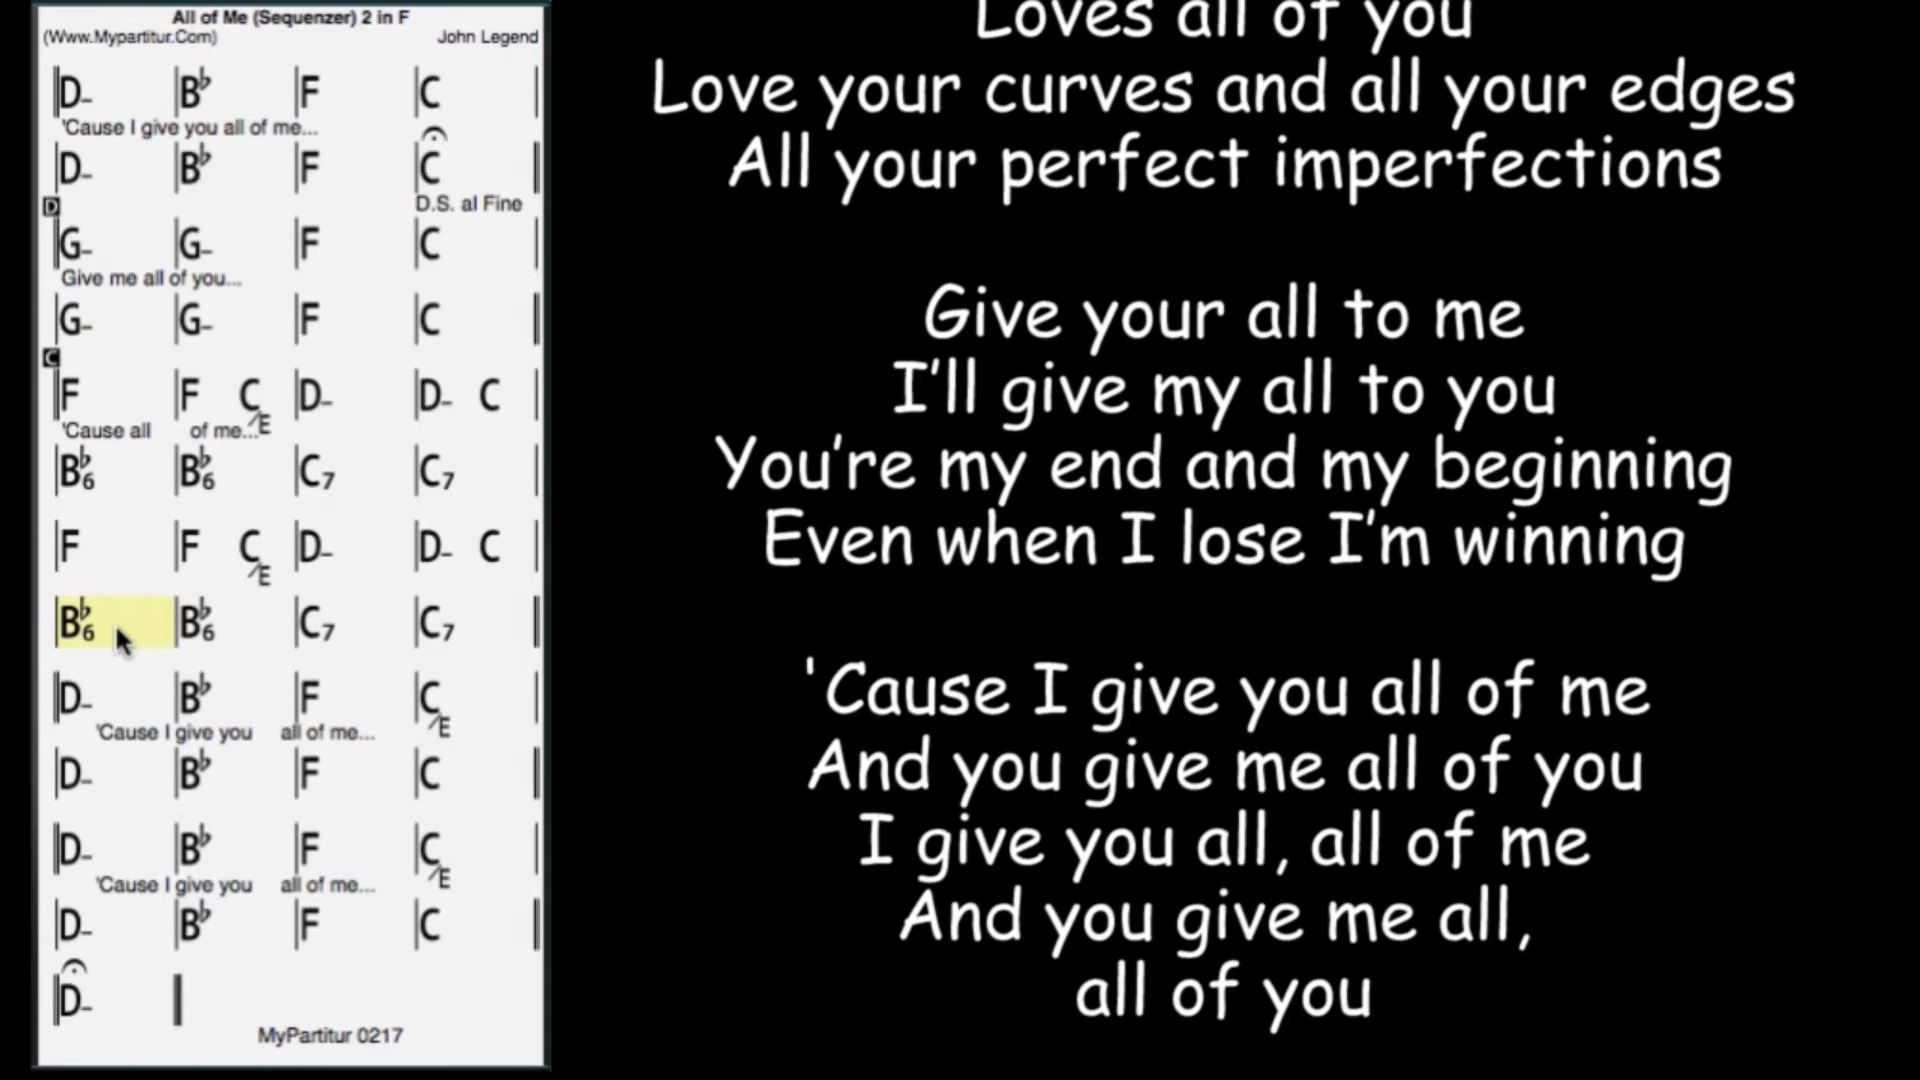 All of Me (Sequenzer) 2 in F
(Www.Mypartitur.Com) John Legend
D- B♭ F C
'Cause I give you all of me...
D- B♭ F C
D D.S. al Fine
G- G- F C
Give me all of you...
G- G- F C
C
F F C/E D- D- C
'Cause all of me...
B♭6 B♭6 C7 C7
F F C/E D- D- C
B♭6 B♭6 C7 C7
D- B♭ F C/E
'Cause I give you all of me...
D- B♭ F C
D- B♭ F C/E
'Cause I give you all of me...
D- B♭ F C
D-
MyPartitur 0217
Loves all of you
Love your curves and all your edges
All your perfect imperfections
Give your all to me
I'll give my all to you
You're my end and my beginning
Even when I lose I'm winning
'Cause I give you all of me
And you give me all of you
I give you all, all of me
And you give me all,
all of you